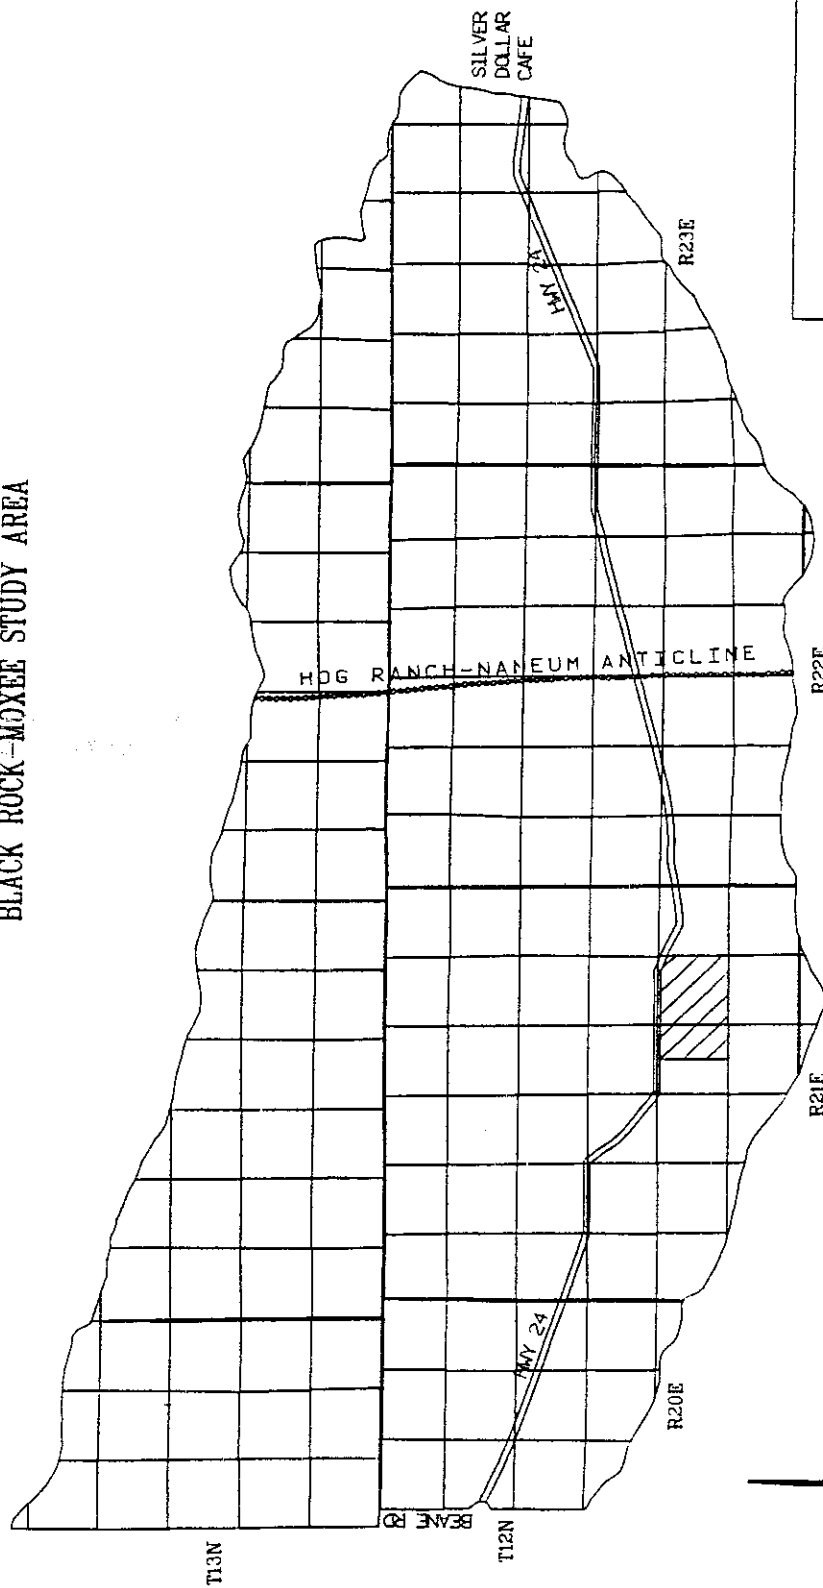 BLACK ROCK-MOXEE STUDY AREA
SILVER
DOLLAR
CAFE
HWY 24
R23E
HOG RANCH-NANEUM ANTICLINE
R22E
R21E
HWY 24
R20E
BEANE RD
T12N
T13N